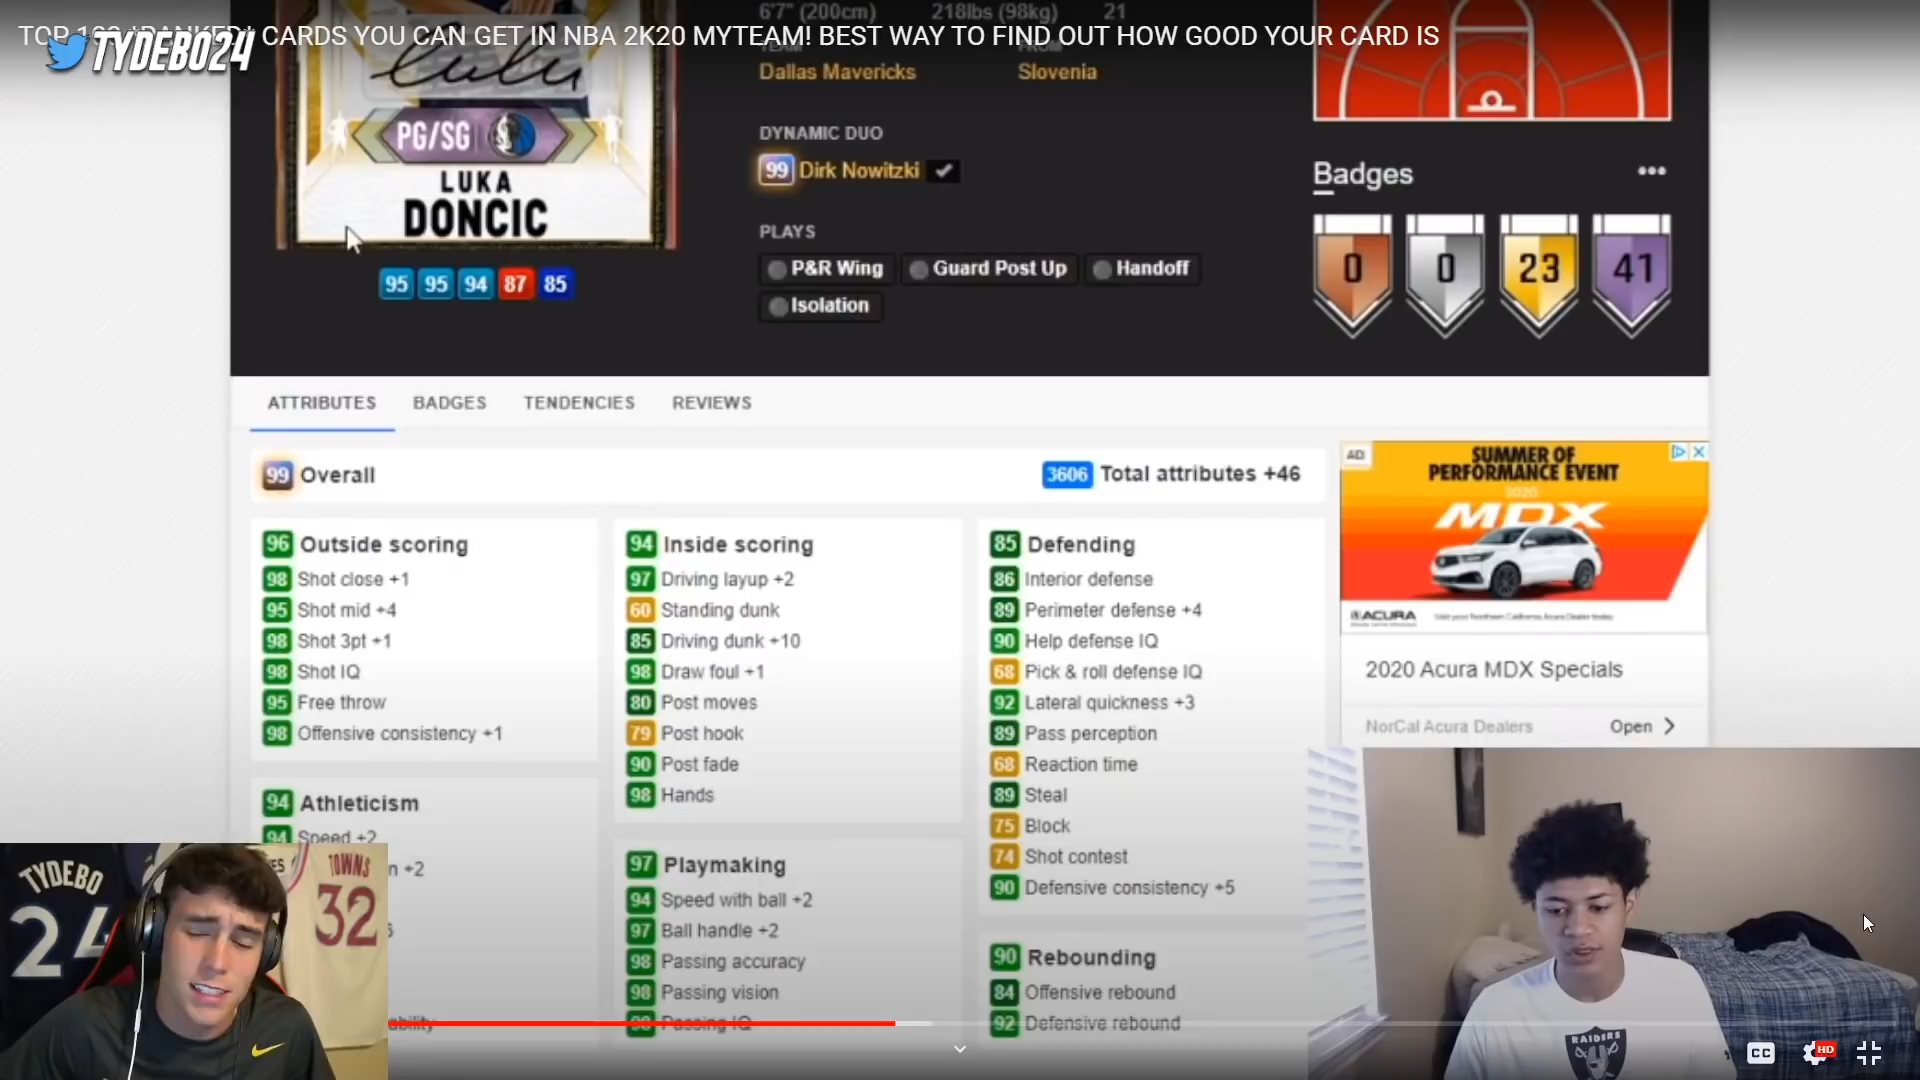 6'7" (200cm) 218lbs (98kg) 21
CARDS YOU CAN GET IN NBA 2K20 MYTEAM! BEST WAY TO FIND OUT HOW GOOD YOUR CARD IS
TYDEBO24
Dallas Mavericks
Slovenia
PG/SG
LUKA
DONCIC
95 95 94 87 85
DYNAMIC DUO
99 Dirk Nowitzki
PLAYS
P&R Wing
Guard Post Up
Handoff
Isolation
Badges
0 0 23 41
ATTRIBUTES BADGES TENDENCIES REVIEWS
99 Overall
3606 Total attributes +46
96 Outside scoring
98 Shot close +1
95 Shot mid +4
98 Shot 3pt +1
98 Shot IQ
95 Free throw
98 Offensive consistency +1
94 Athleticism
94 Speed +2
+2
94 Inside scoring
97 Driving layup +2
60 Standing dunk
85 Driving dunk +10
98 Draw foul +1
80 Post moves
79 Post hook
90 Post fade
98 Hands
97 Playmaking
94 Speed with ball +2
97 Ball handle +2
98 Passing accuracy
98 Passing vision
98 Passing IQ
85 Defending
86 Interior defense
89 Perimeter defense +4
90 Help defense IQ
68 Pick & roll defense IQ
92 Lateral quickness +3
89 Pass perception
68 Reaction time
89 Steal
75 Block
74 Shot contest
90 Defensive consistency +5
90 Rebounding
84 Offensive rebound
92 Defensive rebound
AD
SUMMER OF
PERFORMANCE EVENT
2020
MDX
ACURA
2020 Acura MDX Specials
NorCal Acura Dealers
Open
TYDEBO
24
TOWNS
32
RAIDERS
CC
HD